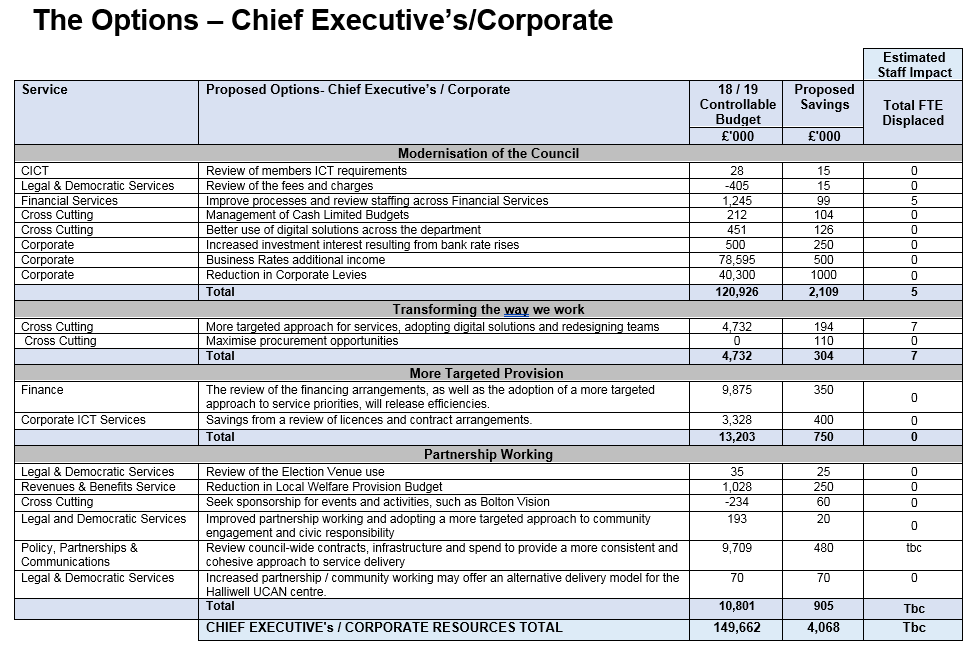 The Options – Chief Executive's/Corporate
Estimated
Staff Impact
Service Proposed Options- Chief Executive's / Corporate 18 / 19 Controllable Budget Proposed Savings Total FTE Displaced
£'000 £'000
Modernisation of the Council
CICT Review of members ICT requirements 28 15 0
Legal & Democratic Services Review of the fees and charges -405 15 0
Financial Services Improve processes and review staffing across Financial Services 1,245 99 5
Cross Cutting Management of Cash Limited Budgets 212 104 0
Cross Cutting Better use of digital solutions across the department 451 126 0
Corporate Increased investment interest resulting from bank rate rises 500 250 0
Corporate Business Rates additional income 78,595 500 0
Corporate Reduction in Corporate Levies 40,300 1000 0
Total 120,926 2,109 5
Transforming the way we work
Cross Cutting More targeted approach for services, adopting digital solutions and redesigning teams 4,732 194 7
Cross Cutting Maximise procurement opportunities 0 110 0
Total 4,732 304 7
More Targeted Provision
Finance The review of the financing arrangements, as well as the adoption of a more targeted 9,875 350 0
approach to service priorities, will release efficiencies.
Corporate ICT Services Savings from a review of licences and contract arrangements. 3,328 400 0
Total 13,203 750 0
Partnership Working
Legal & Democratic Services Review of the Election Venue use 35 25 0
Revenues & Benefits Service Reduction in Local Welfare Provision Budget 1,028 250 0
Cross Cutting Seek sponsorship for events and activities, such as Bolton Vision -234 60 0
Legal and Democratic Services Improved partnership working and adopting a more targeted approach to community 193 20 0
engagement and civic responsibility
Policy, Partnerships & Review council-wide contracts, infrastructure and spend to provide a more consistent and 9,709 480 tbc
Communications cohesive approach to service delivery
Legal & Democratic Services Increased partnership / community working may offer an alternative delivery model for the 70 70 0
Halliwell UCAN centre.
Total 10,801 905 Tbc
CHIEF EXECUTIVE's / CORPORATE RESOURCES TOTAL 149,662 4,068 Tbc